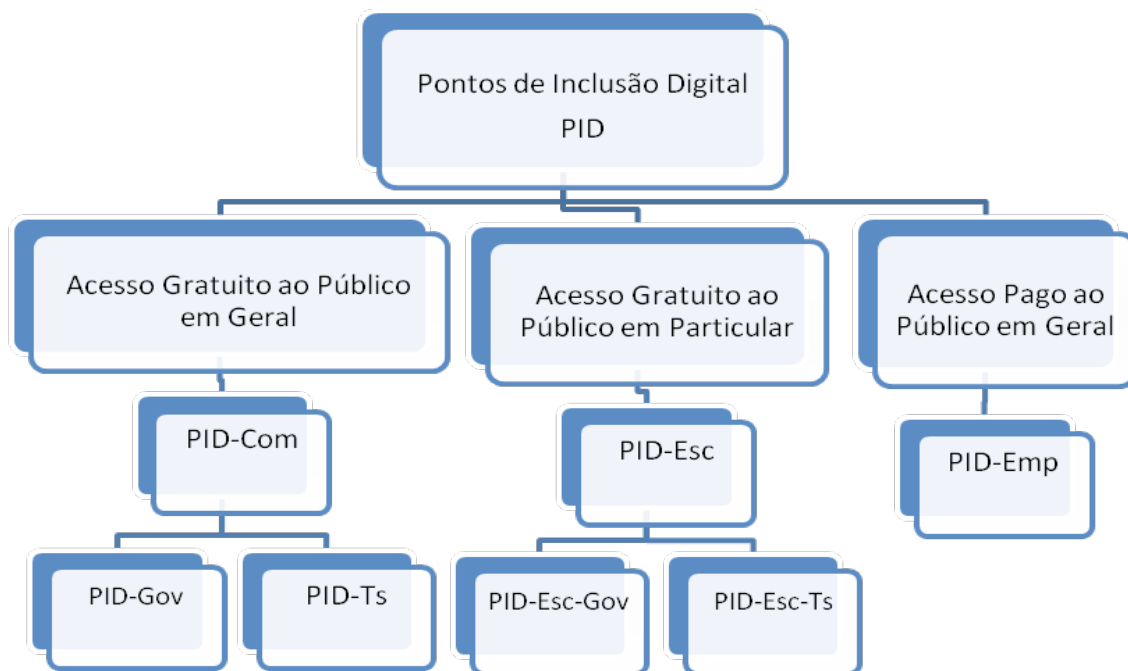 Pontos de Inclusão Digital
PID
Acesso Gratuito ao Público
em Geral
Acesso Gratuito ao
Público em Particular
Acesso Pago ao
Público em Geral
PID-Com
PID-Esc
PID-Emp
PID-Gov
PID-Ts
PID-Esc-Gov
PID-Esc-Ts